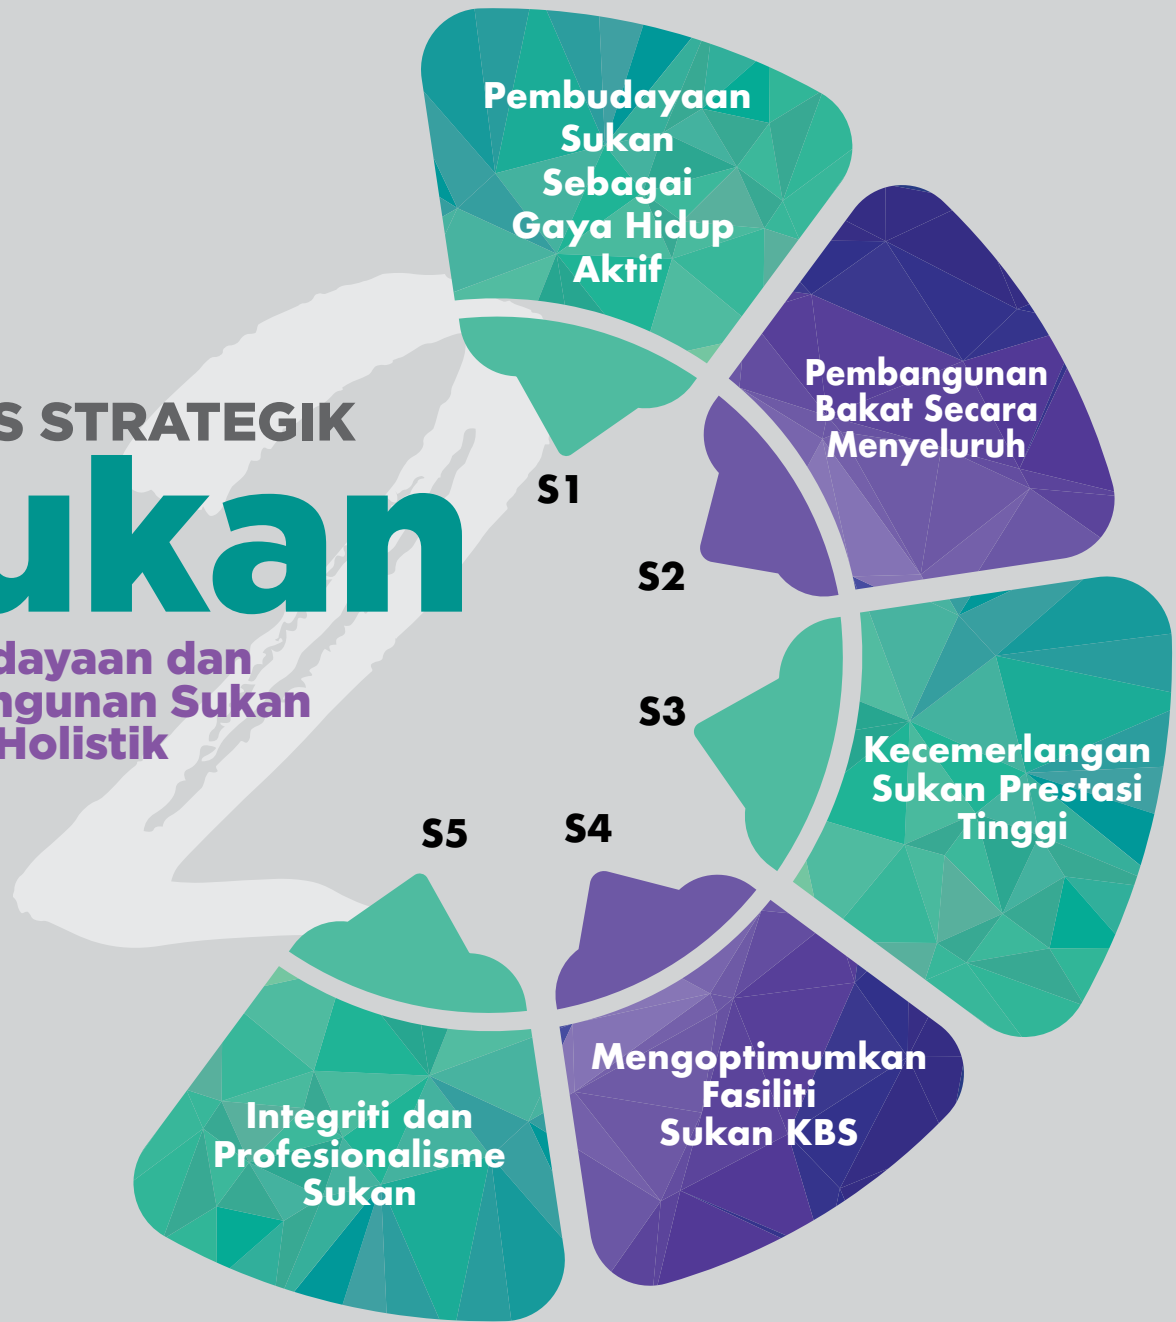 S STRATEGIK
ukan
dayaan dan
ngunan Sukan
Holistik
Pembudayaan
Sukan
Sebagai
Gaya Hidup
Aktif
S1
Pembangunan
Bakat Secara
Menyeluruh
S2
Kecemerlangan
Sukan Prestasi
Tinggi
S3
Mengoptimumkan
Fasiliti
Sukan KBS
S4
Integriti dan
Profesionalisme
Sukan
S5
2